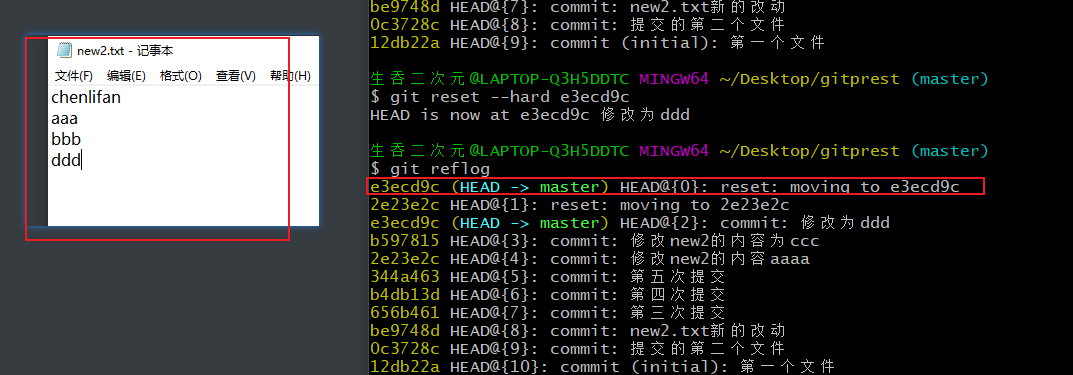 new2.txt - 记事本
文件(F) 编辑(E) 格式(O) 查看(V) 帮助(H)
chenlifan
aaa
bbb
ddd
be9748d HEAD@{7}: commit: new2.txt新的改动
0c3728c HEAD@{8}: commit: 提交的第二个文件
12db22a HEAD@{9}: commit (initial): 第一个文件
生吞二次元@LAPTOP-Q3H5DDTC MINGW64 ~/Desktop/gitprest (master)
$ git reset --hard e3ecd9c
HEAD is now at e3ecd9c 修改为ddd
生吞二次元@LAPTOP-Q3H5DDTC MINGW64 ~/Desktop/gitprest (master)
$ git reflog
e3ecd9c (HEAD -> master) HEAD@{0}: reset: moving to e3ecd9c
2e23e2c HEAD@{1}: reset: moving to 2e23e2c
e3ecd9c (HEAD -> master) HEAD@{2}: commit: 修改为ddd
b597815 HEAD@{3}: commit: 修改new2的内容为ccc
2e23e2c HEAD@{4}: commit: 修改new2的内容aaaa
344a463 HEAD@{5}: commit: 第五次提交
b4db13d HEAD@{6}: commit: 第四次提交
656b461 HEAD@{7}: commit: 第三次提交
be9748d HEAD@{8}: commit: new2.txt新的改动
0c3728c HEAD@{9}: commit: 提交的第二个文件
12db22a HEAD@{10}: commit (initial): 第一个文件